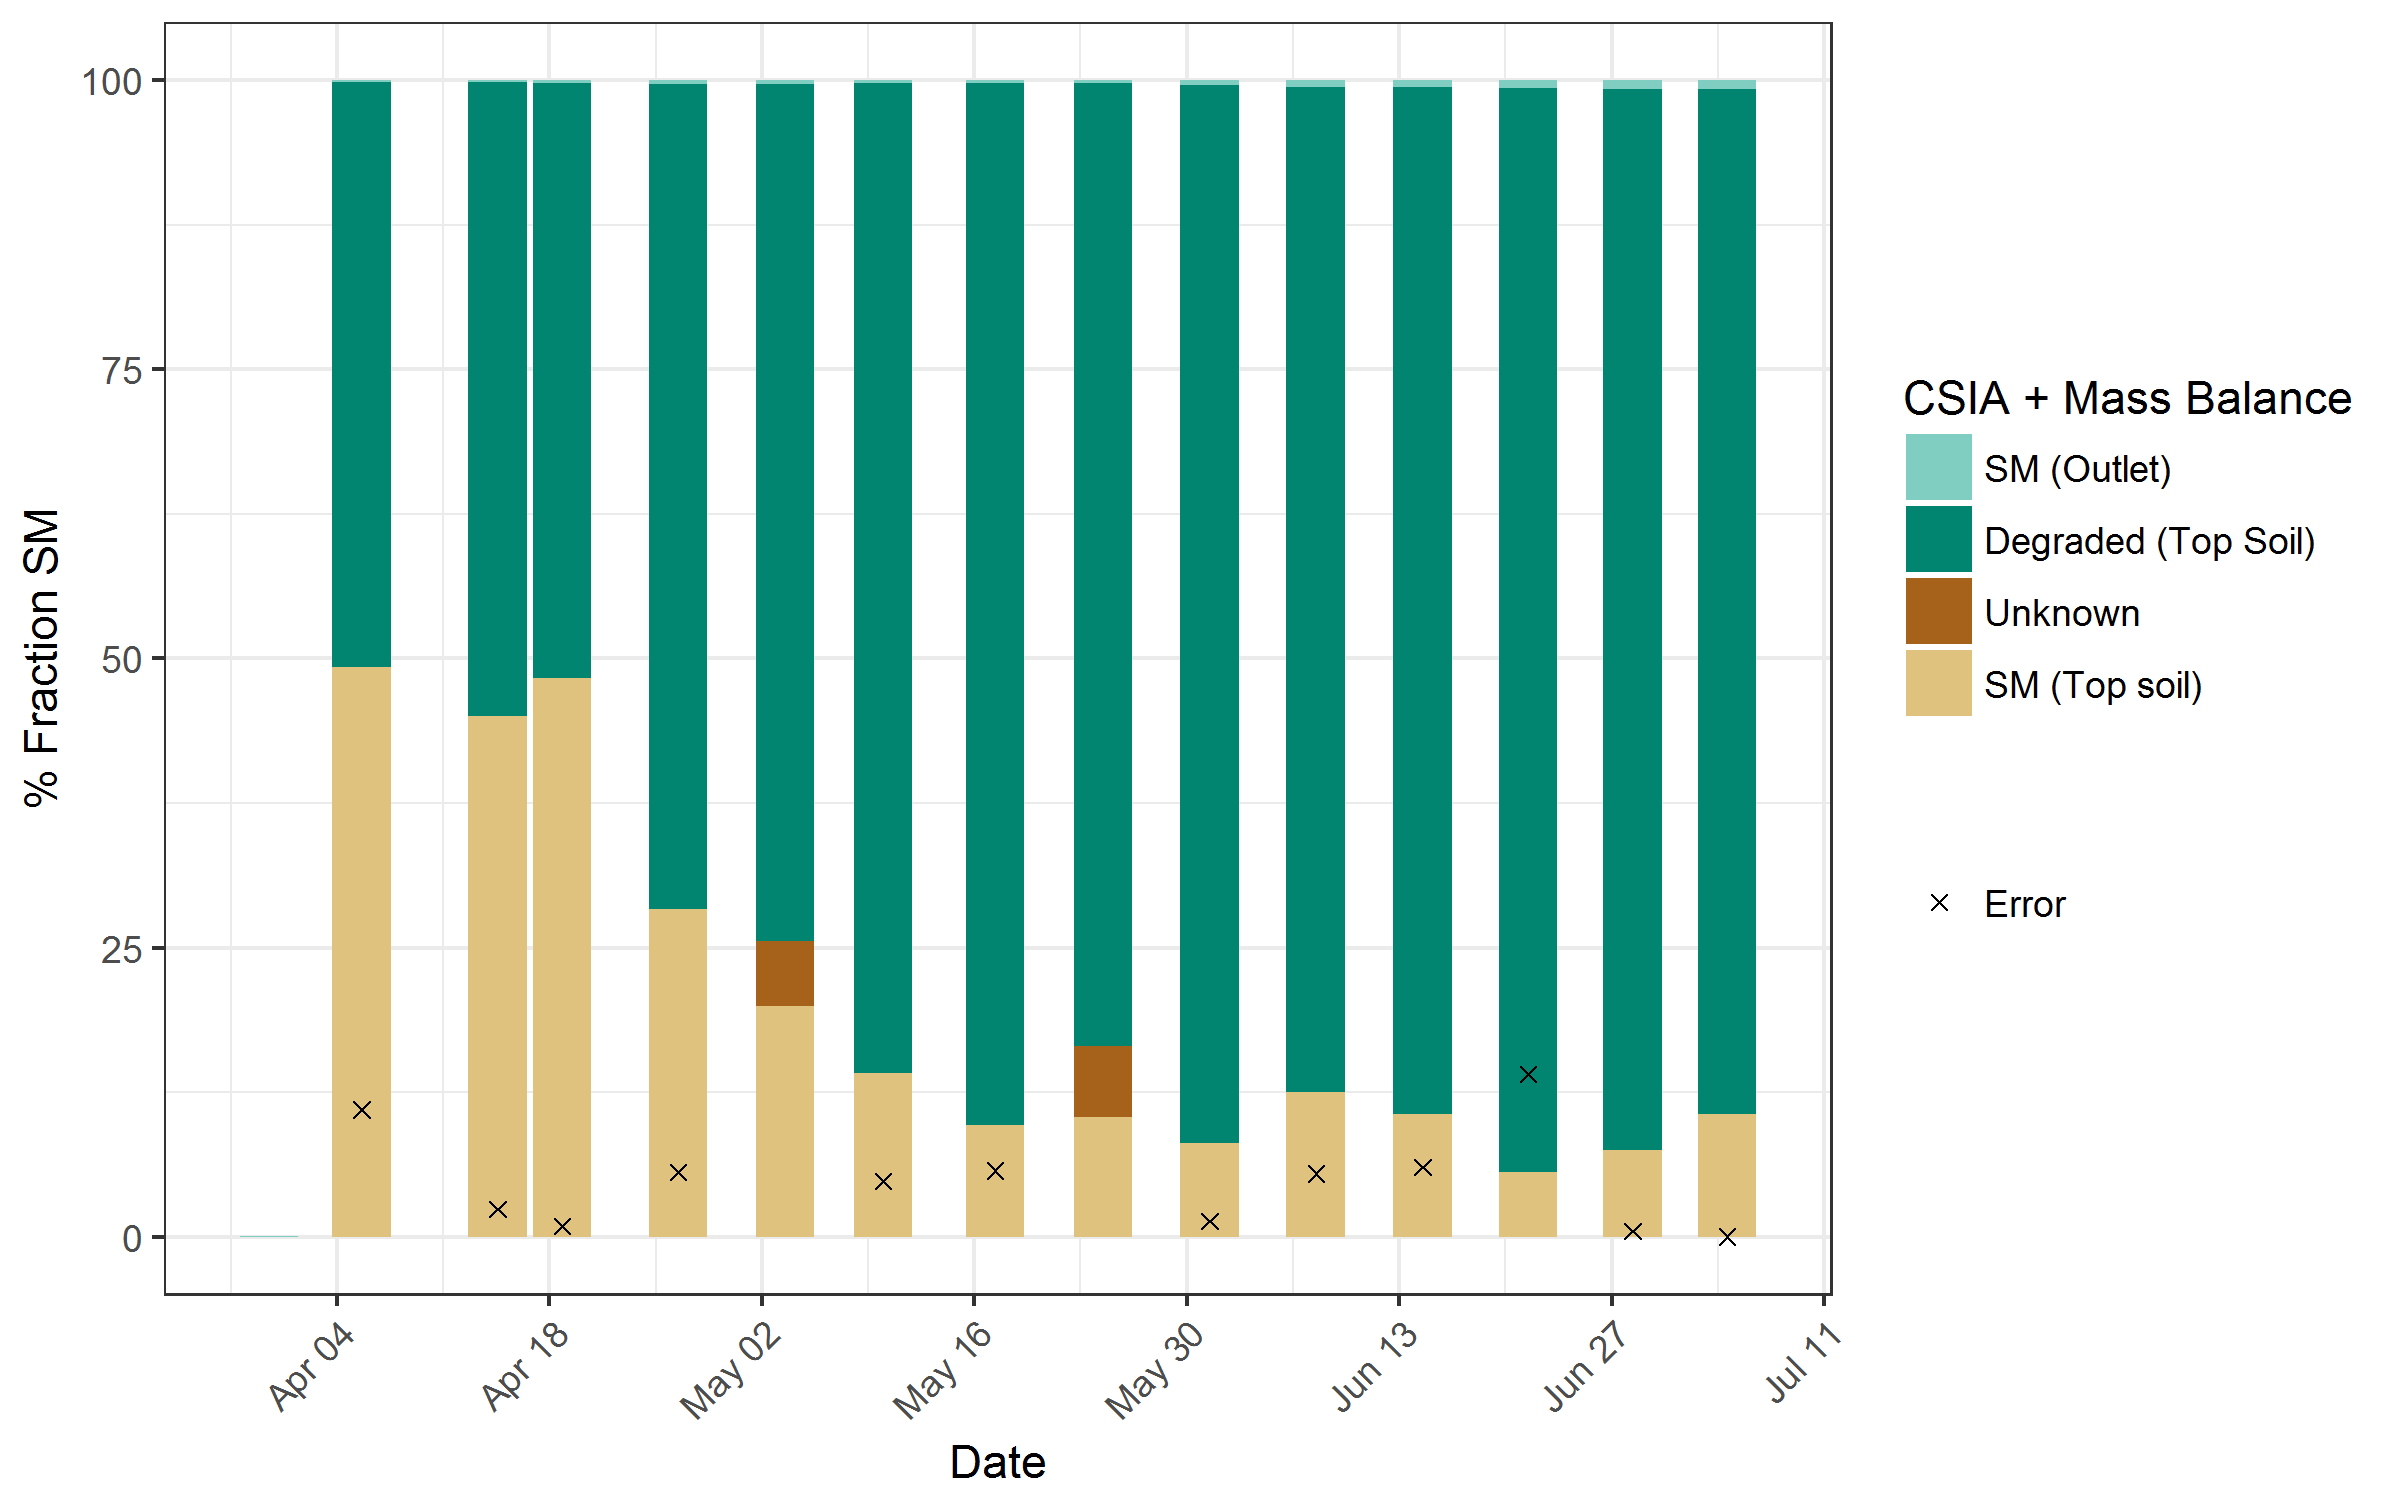 100
75
50
25
0
% Fraction SM
Apr 04
Apr 18
May 02
May 16
May 30
Jun 13
Jun 27
Jul 11
Date
CSIA + Mass Balance
SM (Outlet)
Degraded (Top Soil)
Unknown
SM (Top soil)
Error